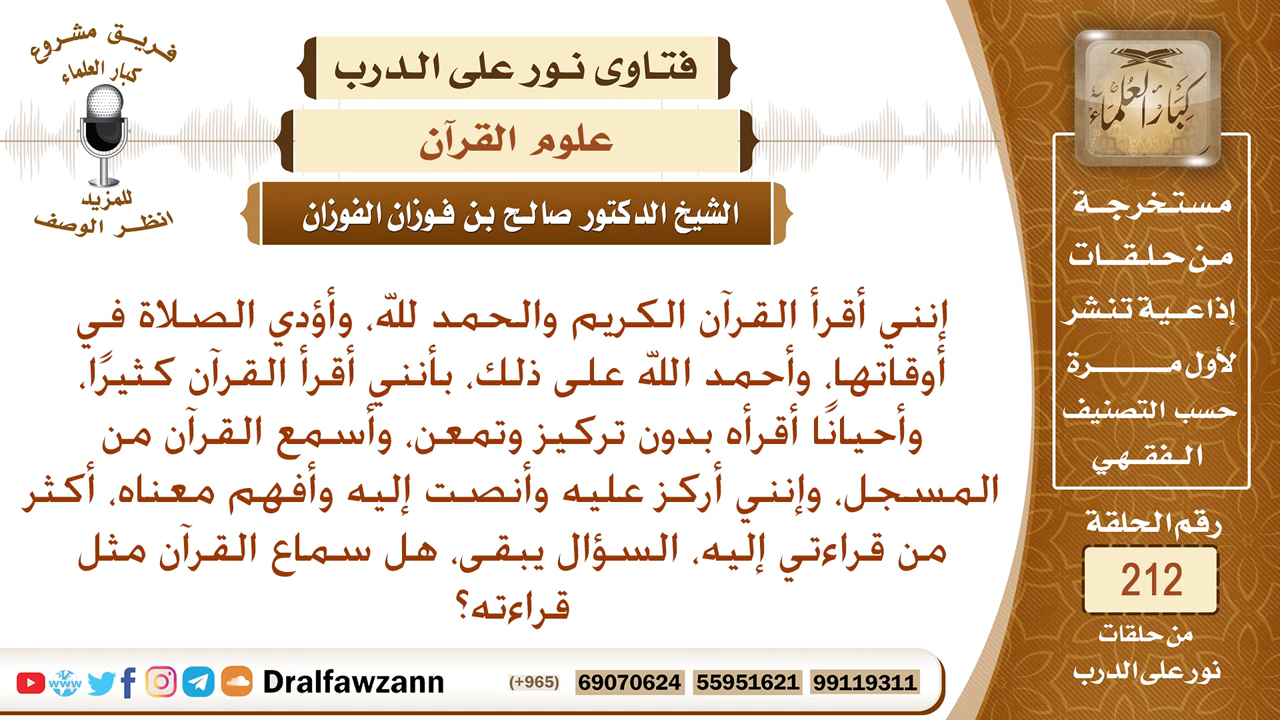 فريق مشروع
كبار العلماء
للمزيد
انظر الوصف
فتاوى نور على الدرب
علوم القرآن
الشيخ الدكتور صالح بن فوزان الفوزان
إنني أقرأ القرآن الكريم والحمد لله، وأؤدي الصلاة في
أوقاتها، وأحمد الله على ذلك، بأنني أقرأ القرآن كثيرًا،
وأحيانًا أقرأه بدون تركيز وتمعن، وأسمع القرآن من
المسجل، وإنني أركز عليه وأنصت إليه وأفهم معناه، أكثر
من قراءتي إليه، السؤال يبقى، هل سماع القرآن مثل
قراءته؟
كبار العلماء
مستخرجة
من حلقات
إذاعية تنشر
لأول مرة
حسب التصنيف
الفقهي
رقم الحلقة
212
من حلقات
نور على الدرب
www Dralfawzann (+965) 69070624 55951621 99119311